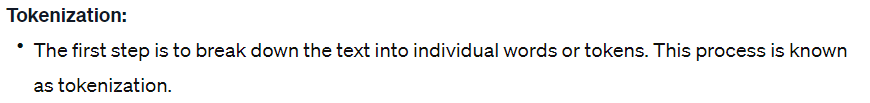 Tokenization:
• The first step is to break down the text into individual words or tokens. This process is known
as tokenization.